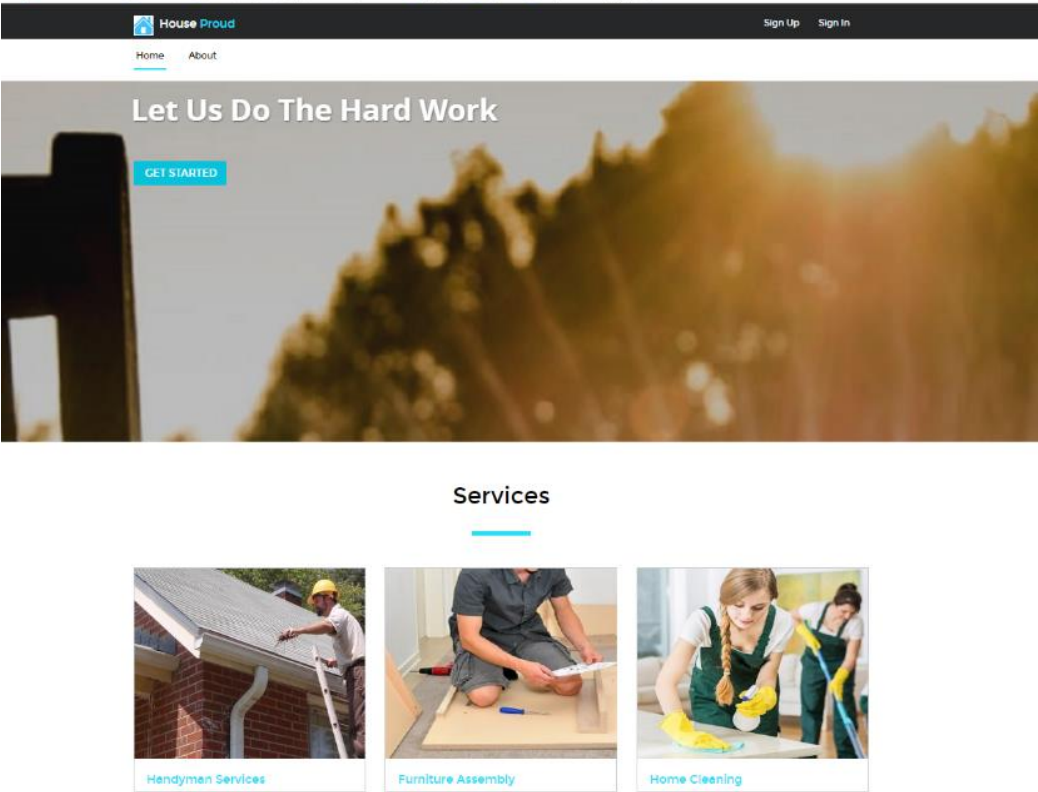 House Proud
Sign Up Sign In
Home About
Let Us Do The Hard Work
GET STARTED
Services
Handyman Services
Furniture Assembly
Home Cleaning